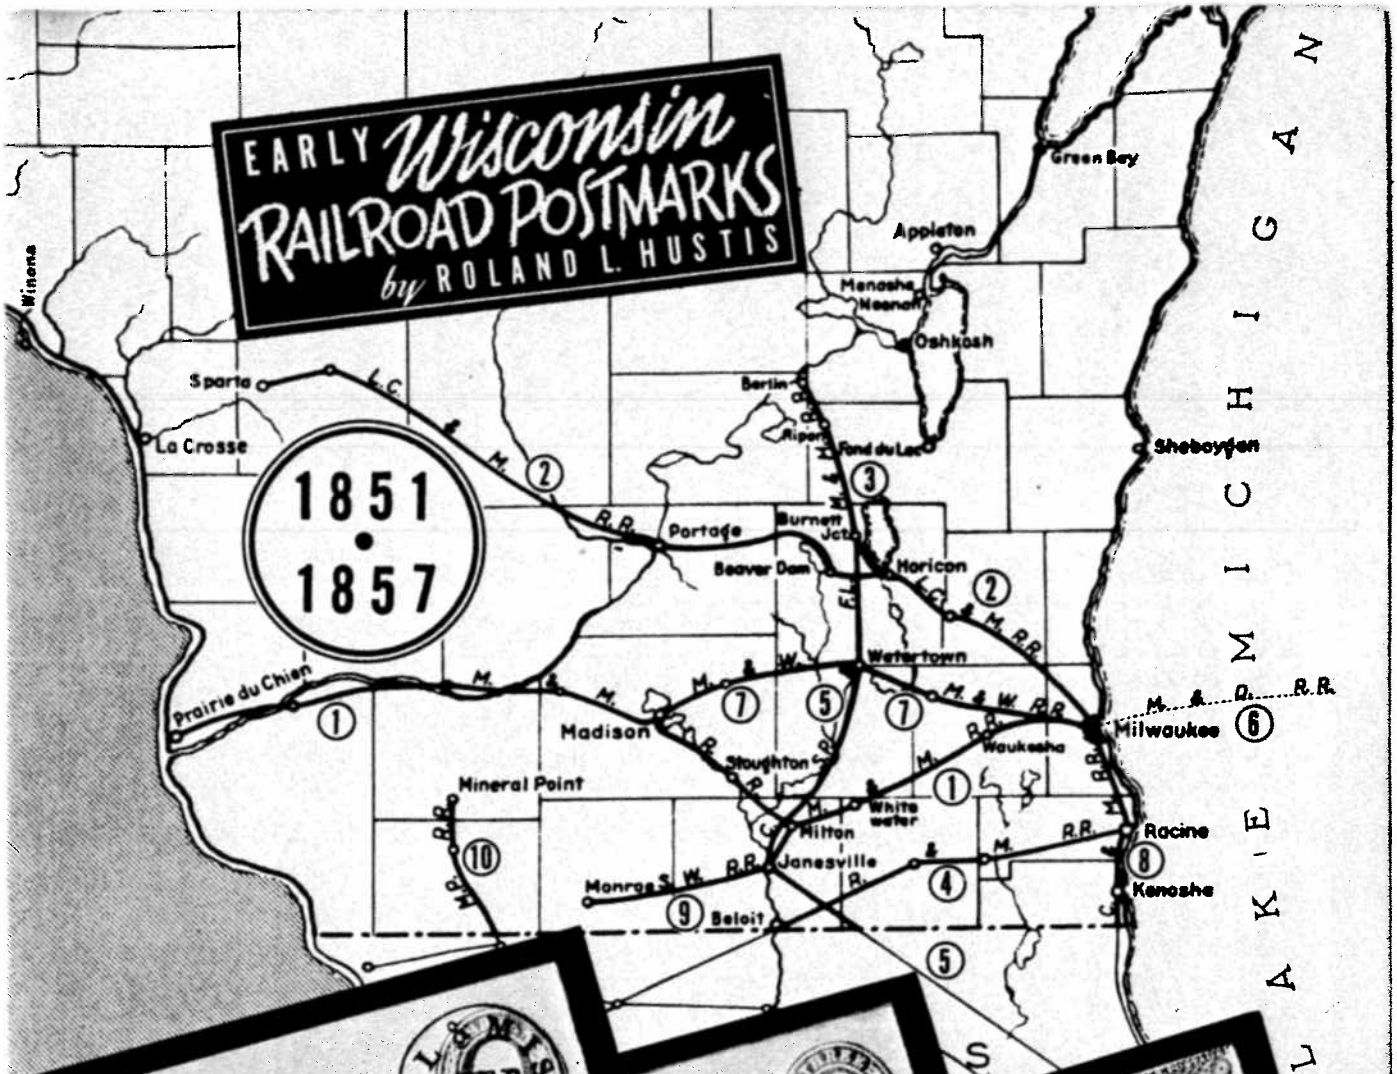 EARLY Wisconsin
RAILROAD POSTMARKS
by ROLAND L. HUSTIS
1851
1857
Winona
Green Bay
Appleton
Menasha
Neenah
Oshkosh
Sparta
L.C. & M. R.R.
2
La Crosse
Berlin
R.R.
Ripon
Fond du Lac
M. & H.
3
Sheboygan
Burnett
Jct.
Portage
Beaver Dam
Horicon
L.C. & M. R.R.
2
F.L.
Watertown
Prairie du Chien
M. & M.
1
M. & W.
7
5
7
M. & W. R.R.
M. & D. R.R.
6
Milwaukee
Madison
R.R.
Stoughton
R.R.
Waukesha
M. & M. R.R.
1
White
water
Mineral Point
M.P. R.R.
10
Milton
Janesville
Racine
R. & M. R.R.
4
8
C. & M. R.R.
Kenosha
Monroe
S. W. R.R.
9
Beloit
5
LAKE MICHIGAN
L & MISS
S